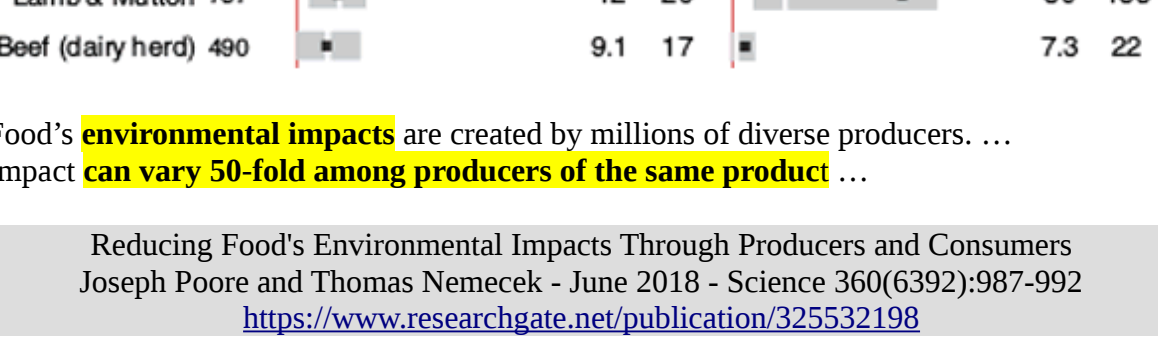 Beef (dairy herd) 490 9.1 17 7.3 22
Food’s environmental impacts are created by millions of diverse producers. …
mpact can vary 50-fold among producers of the same product …
Reducing Food's Environmental Impacts Through Producers and Consumers
Joseph Poore and Thomas Nemecek - June 2018 - Science 360(6392):987-992
https://www.researchgate.net/publication/325532198